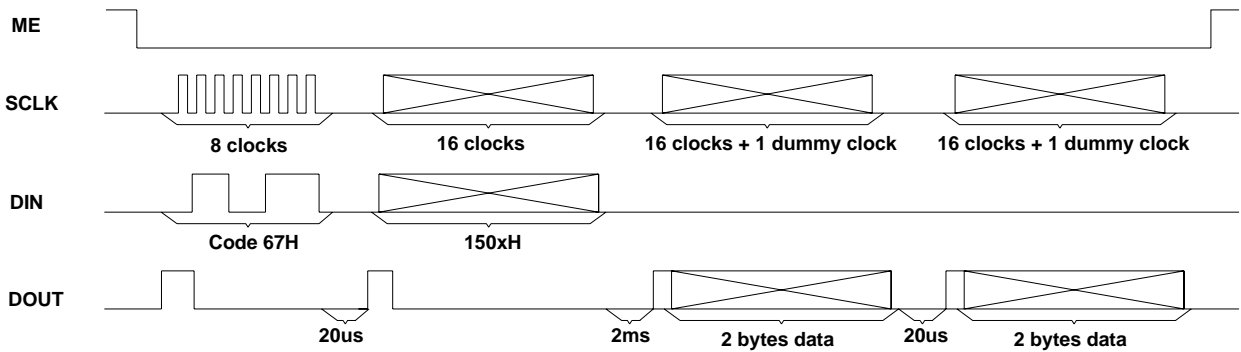 ME
SCLK
8 clocks
16 clocks
16 clocks + 1 dummy clock
16 clocks + 1 dummy clock
DIN
Code 67H
150xH
DOUT
20us
2ms
2 bytes data
20us
2 bytes data